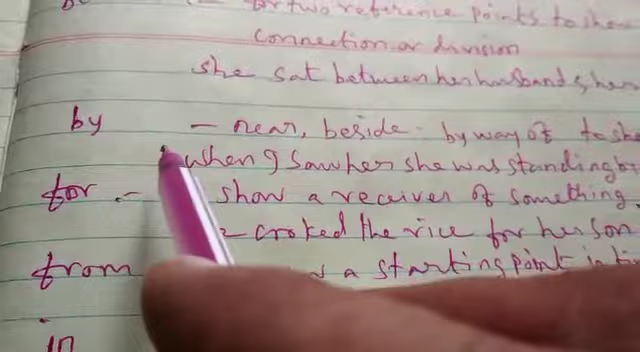 for two reference points to show
connection or division
she sat between her husband & her
by - near, beside - by way of to
when I saw her she was standing by
for - show a receiver of something.
cooked the rice for her son
from a starting point in
in